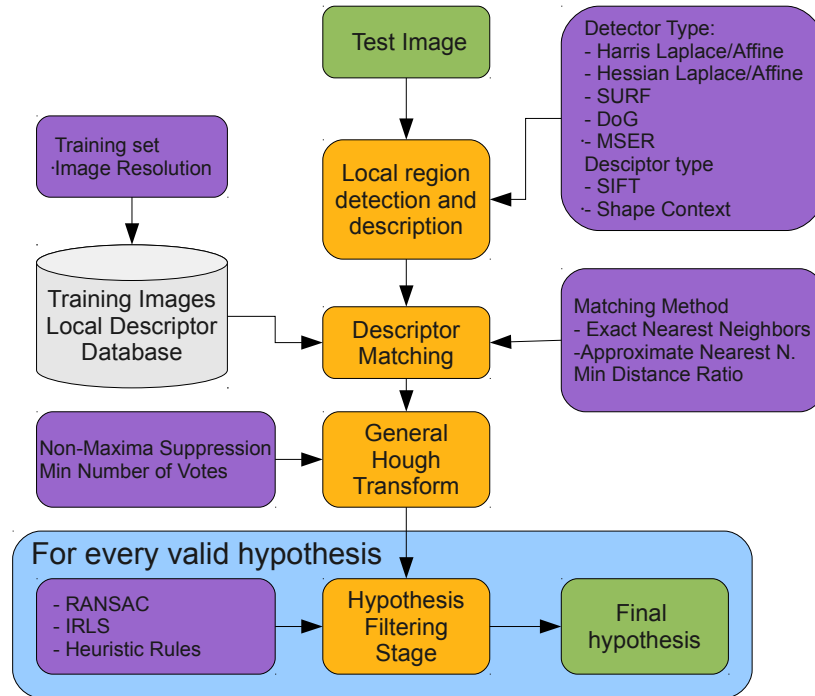 Test Image
Detector Type:
- Harris Laplace/Affine
- Hessian Laplace/Affine
- SURF
- DoG
- MSER
Desciptor type
- SIFT
- Shape Context
Training set
·Image Resolution
Local region
detection and
description
Training Images
Local Descriptor
Database
Descriptor
Matching
Matching Method
- Exact Nearest Neighbors
-Approximate Nearest N.
Min Distance Ratio
Non-Maxima Suppression
Min Number of Votes
General
Hough
Transform
For every valid hypothesis
- RANSAC
- IRLS
- Heuristic Rules
Hypothesis
Filtering
Stage
Final
hypothesis